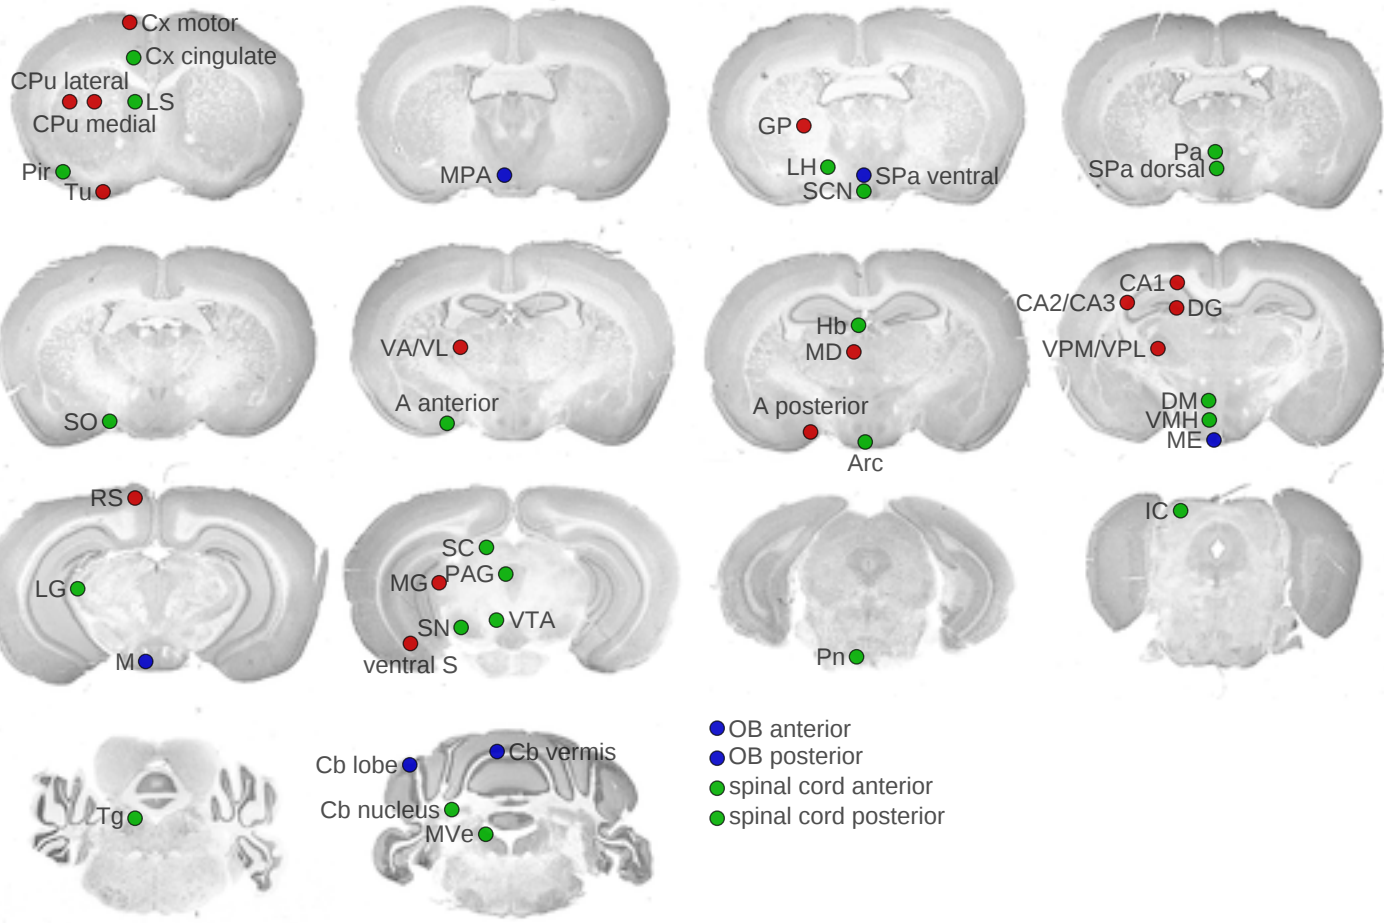 Cx motor
Cx cingulate
CPu lateral
LS
CPu medial
Pir
Tu
MPA
GP
LH
SPa ventral
SCN
Pa
SPa dorsal
SO
VA/VL
A anterior
Hb
MD
A posterior
Arc
CA1
CA2/CA3
DG
VPM/VPL
DM
VMH
ME
RS
LG
M
SC
MG
PAG
SN
VTA
ventral S
Pn
IC
Tg
Cb lobe
Cb vermis
Cb nucleus
MVe
OB anterior
OB posterior
spinal cord anterior
spinal cord posterior